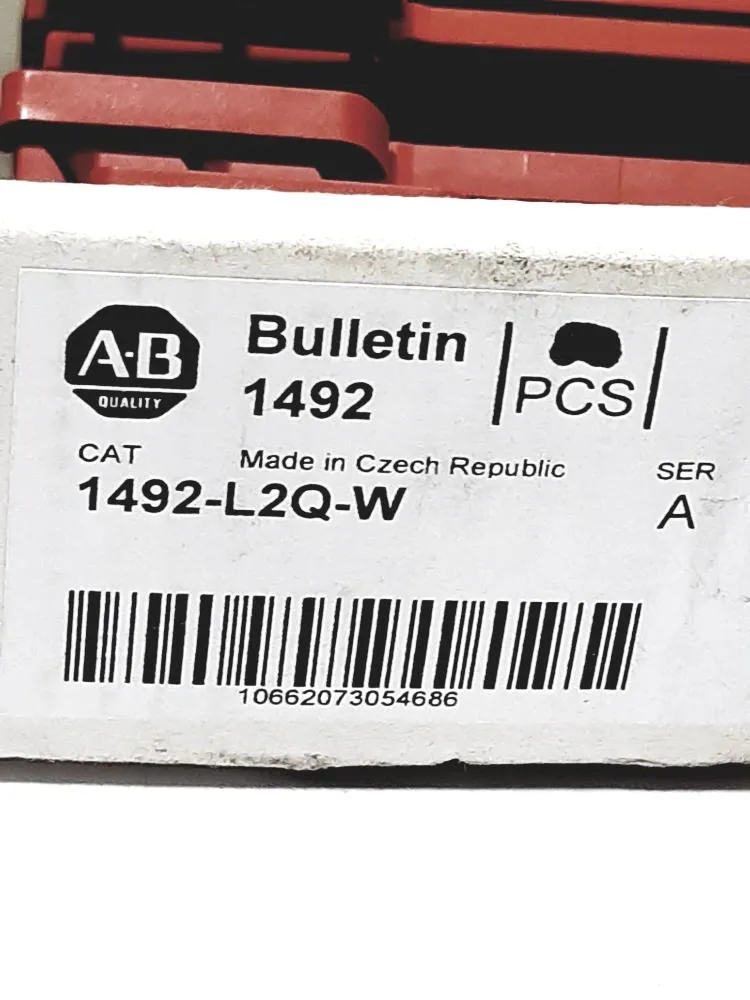 A·B
QUALITY
Bulletin
1492
PCS
CAT
Made in Czech Republic
SER
1492-L2Q-W
A
10662073054686